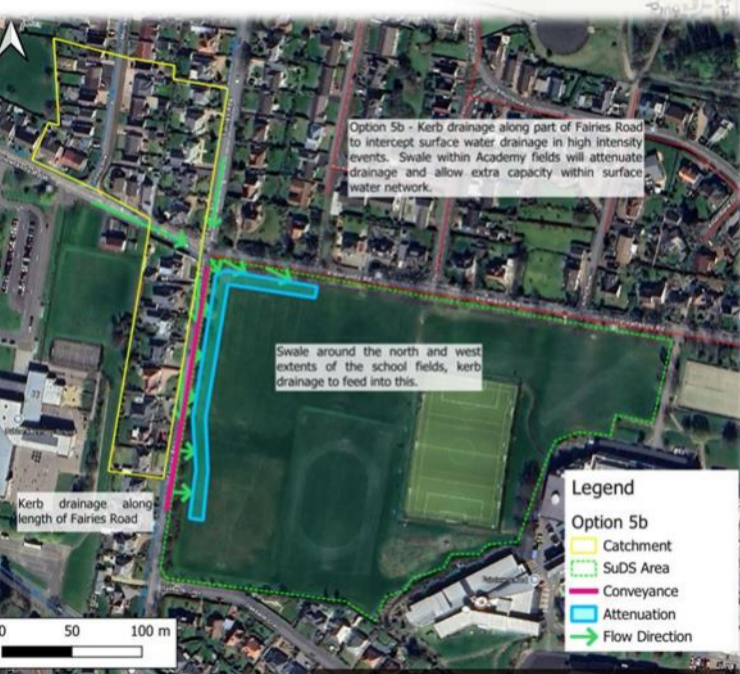 Option 5b - Kerb drainage along part of Fairies Road
to intercept surface water drainage in high intensity
events. Swale within Academy fields will attenuate
drainage and allow extra capacity within surface
water network.
Swale around the north and west
extents of the school fields, kerb
drainage to feed into this.
Kerb drainage along
length of Fairies Road
Legend
Option 5b
Catchment
SuDS Area
Conveyance
Attenuation
Flow Direction
0 50 100 m